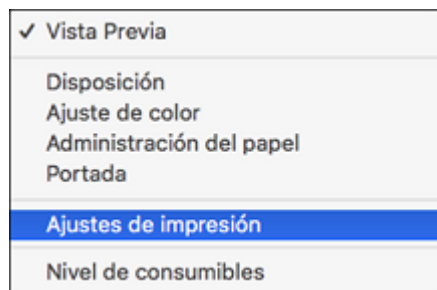 ✓ Vista Previa
Disposición
Ajuste de color
Administración del papel
Portada
Ajustes de impresión
Nivel de consumibles